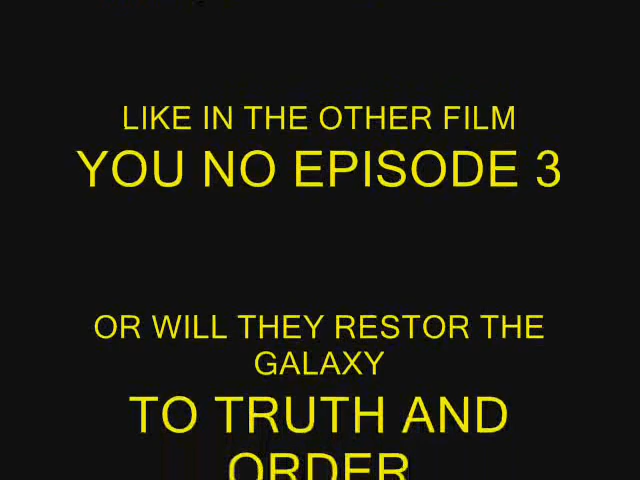 LIKE IN THE OTHER FILM
YOU NO EPISODE 3
OR WILL THEY RESTOR THE
GALAXY
TO TRUTH AND
ORDER